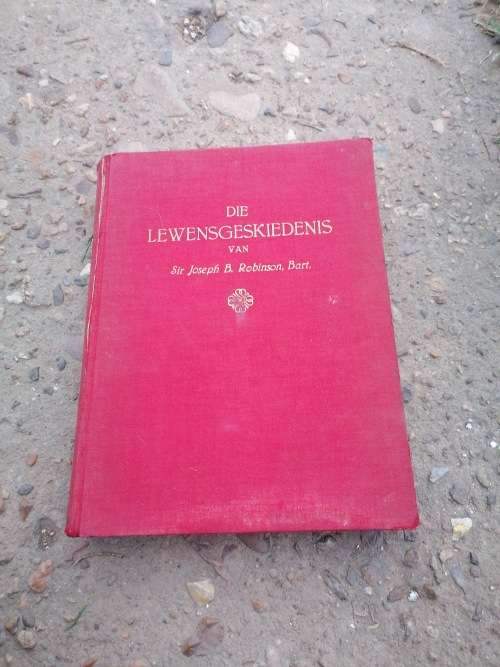 DIE
LEWENSGESKIEDENIS
VAN
Sir Joseph B. Robinson, Bart.